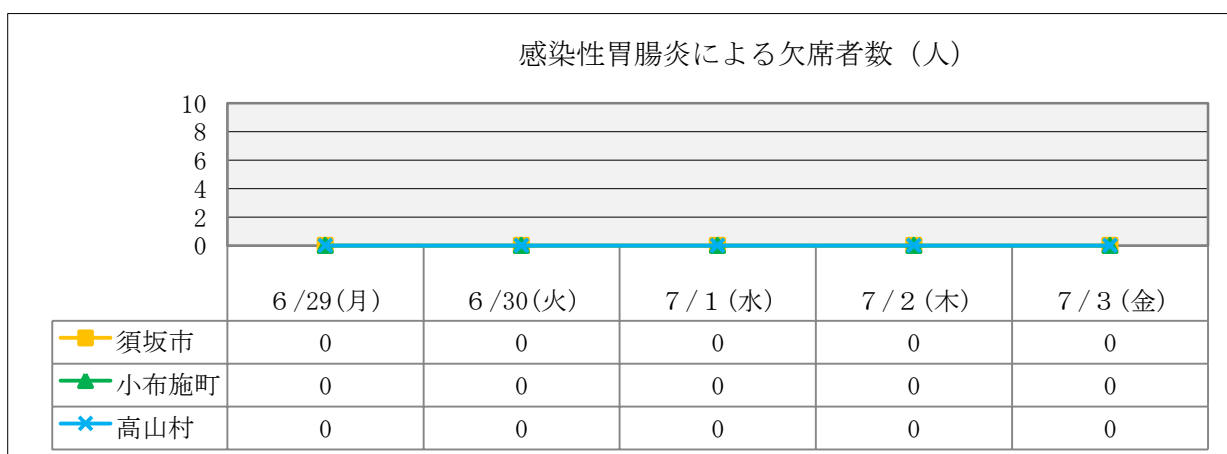 感染性胃腸炎による欠席者数（人）
10
8
6
4
2
0
６/29(月) ６/30(火) ７/１(水) ７/２(木) ７/３(金)
須坂市 0 0 0 0 0
小布施町 0 0 0 0 0
高山村 0 0 0 0 0